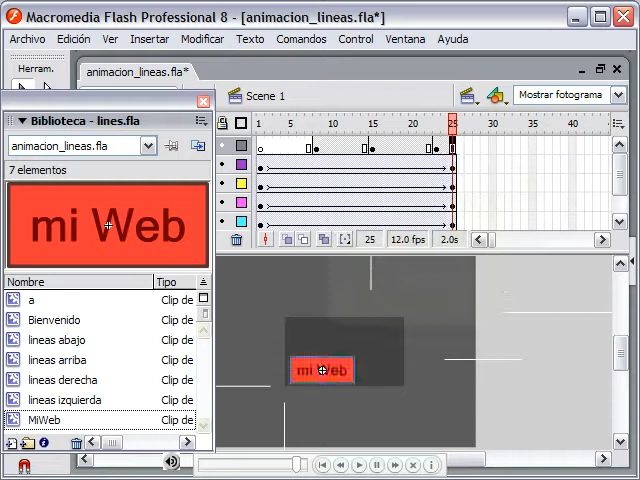 Macromedia Flash Professional 8 - [animacion_lineas.fla*]
Archivo Edición Ver Insertar Modificar Texto Comandos Control Ventana Ayuda
Herram.
animacion_lineas.fla*
Scene 1
Mostrar fotograma
Biblioteca - lines.fla
1 5 10 15 20 25 30 35 40
animacion_lineas.fla
7 elementos
mi Web
25 12.0 fps 2.0s
Nombre Tipo
a Clip de
Bienvenido Clip de
lineas abajo Clip de
lineas arriba Clip de
lineas derecha Clip de
lineas izquierda Clip de
MiWeb Clip de
mi Web